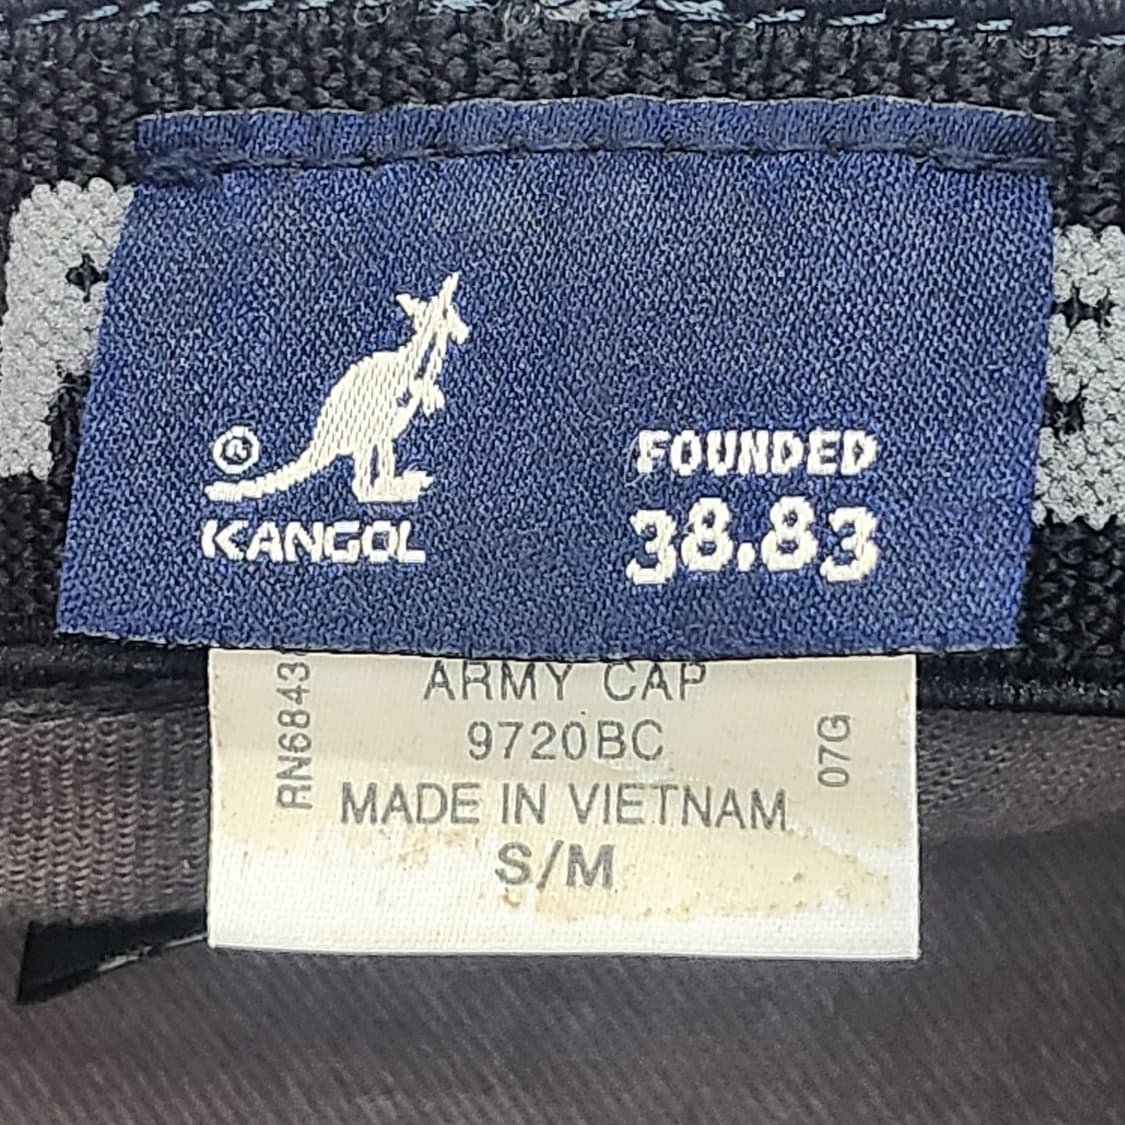 ®
KANGOL
FOUNDED
38.83
ARMY CAP
9720BC
MADE IN VIETNAM
S/M
RN6843
07G